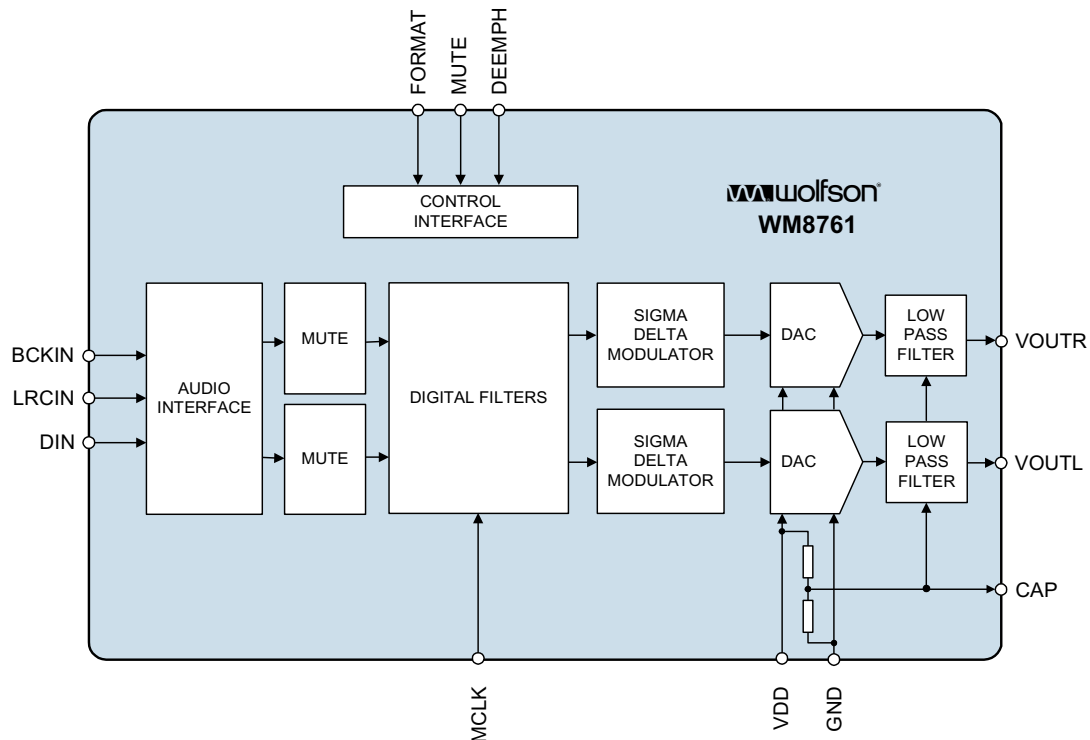 FORMAT
MUTE
DEEMPH
CONTROL
INTERFACE
wolfson®
WM8761
BCKIN
LRCIN
DIN
AUDIO
INTERFACE
MUTE
MUTE
DIGITAL FILTERS
SIGMA
DELTA
MODULATOR
SIGMA
DELTA
MODULATOR
DAC
DAC
LOW
PASS
FILTER
LOW
PASS
FILTER
VOUTR
VOUTL
CAP
MCLK
VDD
GND